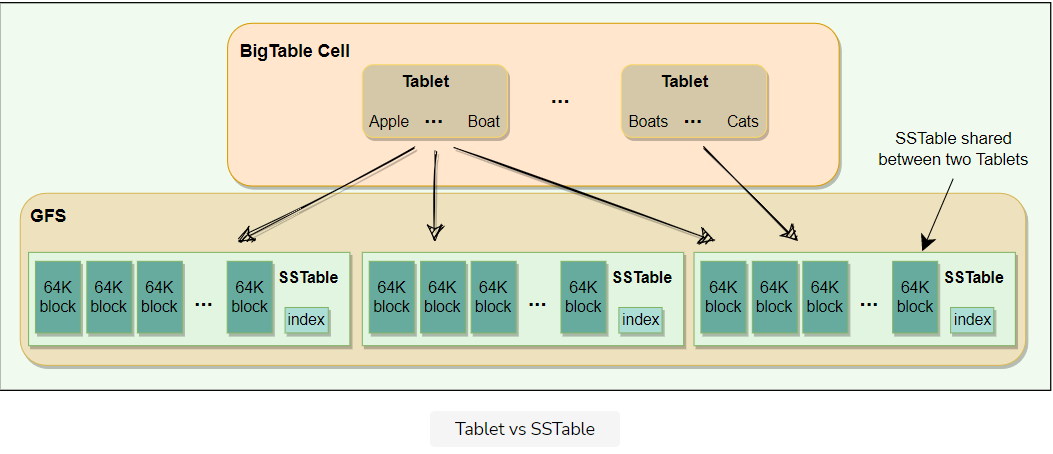 BigTable Cell
Tablet
Apple ... Boat
...
Tablet
Boats ... Cats
SSTable shared
between two Tablets
GFS
64K
block
64K
block
64K
block
...
64K
block
SSTable
index
64K
block
64K
block
64K
block
...
64K
block
SSTable
index
64K
block
64K
block
64K
block
...
64K
block
SSTable
index
Tablet vs SSTable